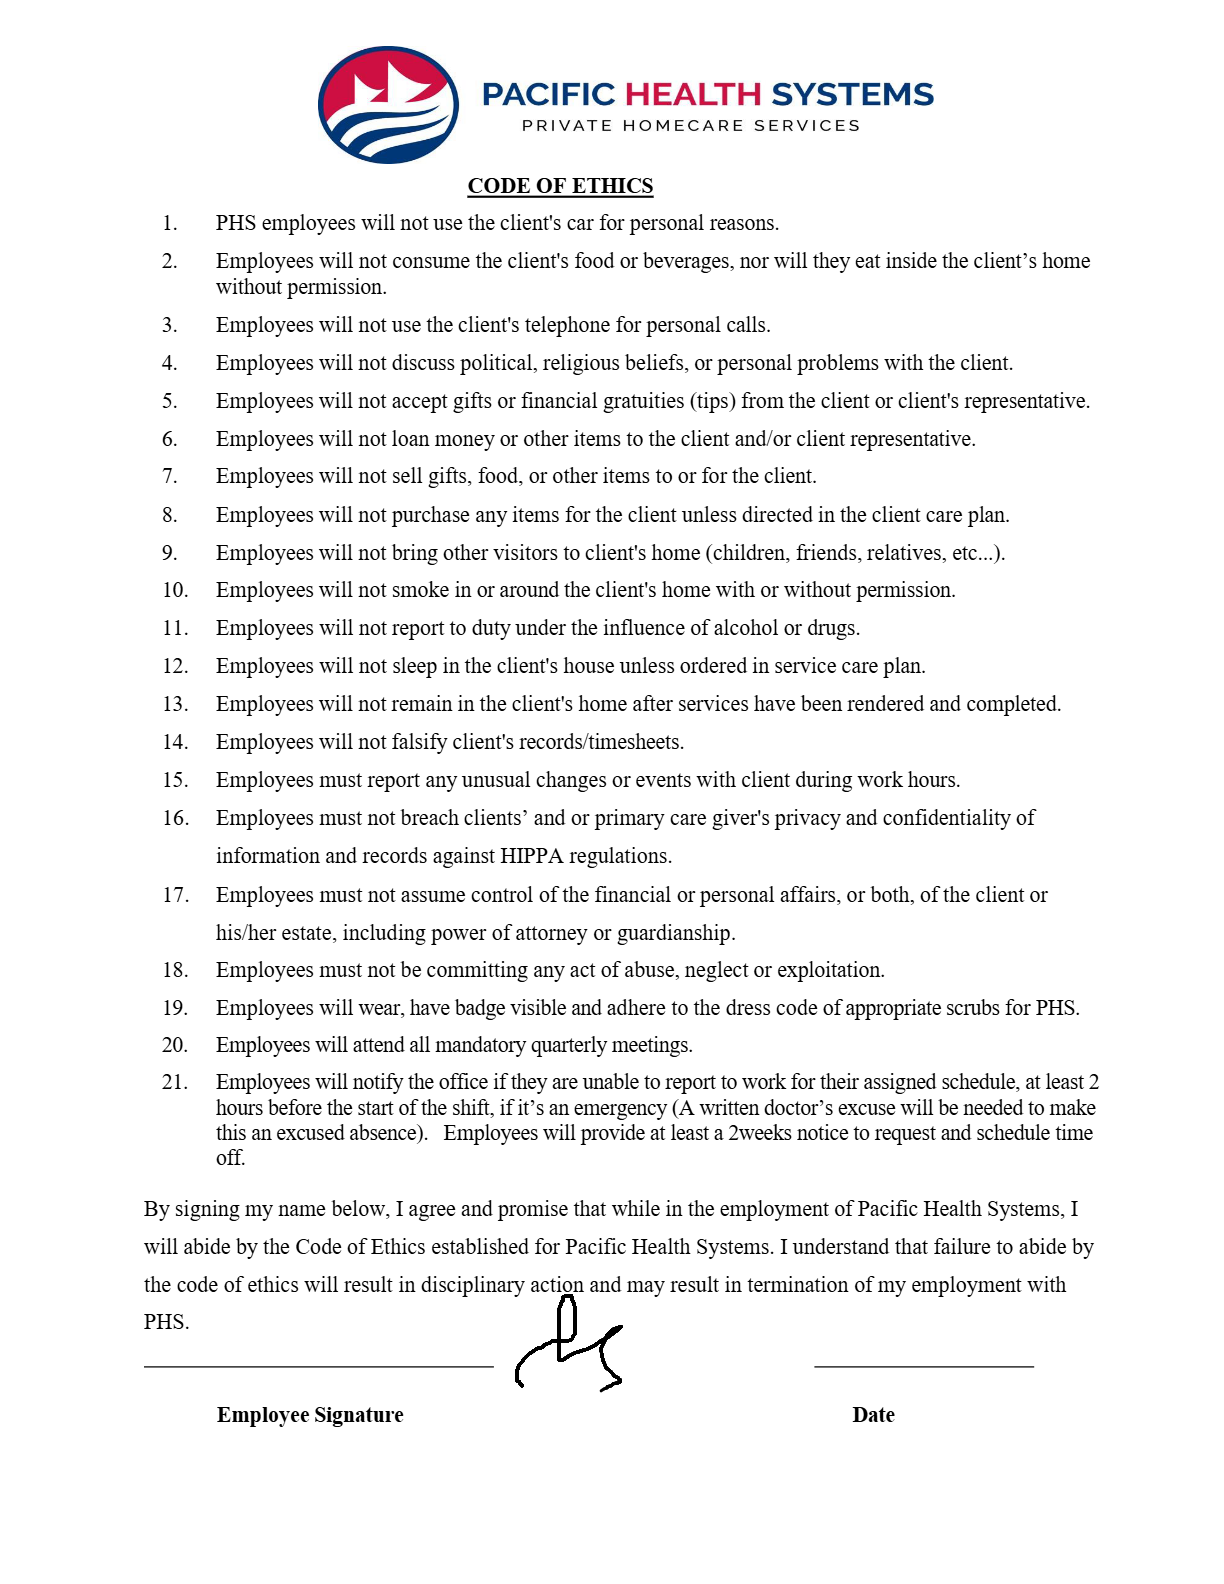 PACIFIC HEALTH SYSTEMS
PRIVATE HOMECARE SERVICES
CODE OF ETHICS
1. PHS employees will not use the client's car for personal reasons.
2. Employees will not consume the client's food or beverages, nor will they eat inside the client’s home
without permission.
3. Employees will not use the client's telephone for personal calls.
4. Employees will not discuss political, religious beliefs, or personal problems with the client.
5. Employees will not accept gifts or financial gratuities (tips) from the client or client's representative.
6. Employees will not loan money or other items to the client and/or client representative.
7. Employees will not sell gifts, food, or other items to or for the client.
8. Employees will not purchase any items for the client unless directed in the client care plan.
9. Employees will not bring other visitors to client's home (children, friends, relatives, etc...).
10. Employees will not smoke in or around the client's home with or without permission.
11. Employees will not report to duty under the influence of alcohol or drugs.
12. Employees will not sleep in the client's house unless ordered in service care plan.
13. Employees will not remain in the client's home after services have been rendered and completed.
14. Employees will not falsify client's records/timesheets.
15. Employees must report any unusual changes or events with client during work hours.
16. Employees must not breach clients’ and or primary care giver's privacy and confidentiality of
information and records against HIPPA regulations.
17. Employees must not assume control of the financial or personal affairs, or both, of the client or
his/her estate, including power of attorney or guardianship.
18. Employees must not be committing any act of abuse, neglect or exploitation.
19. Employees will wear, have badge visible and adhere to the dress code of appropriate scrubs for PHS.
20. Employees will attend all mandatory quarterly meetings.
21. Employees will notify the office if they are unable to report to work for their assigned schedule, at least 2
hours before the start of the shift, if it’s an emergency (A written doctor’s excuse will be needed to make
this an excused absence).   Employees will provide at least a 2weeks notice to request and schedule time
off.
By signing my name below, I agree and promise that while in the employment of Pacific Health Systems, I
will abide by the Code of Ethics established for Pacific Health Systems. I understand that failure to abide by
the code of ethics will result in disciplinary action and may result in termination of my employment with
PHS.
Employee Signature Date